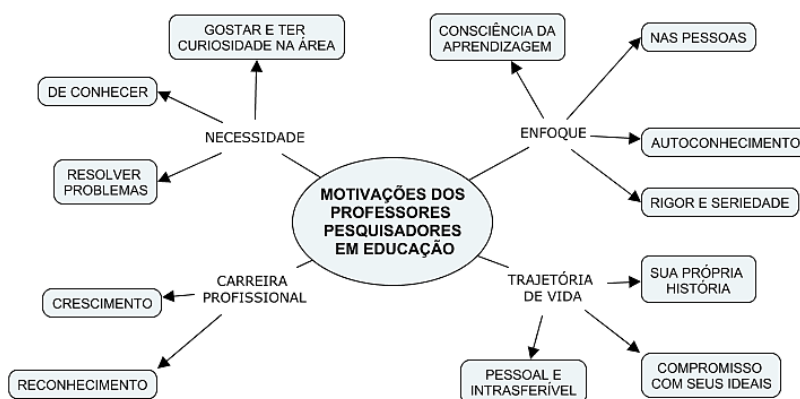 GOSTAR E TER
CURIOSIDADE NA ÁREA
DE CONHECER
NECESSIDADE
RESOLVER
PROBLEMAS
CONSCIÊNCIA DA
APRENDIZAGEM
NAS PESSOAS
ENFOQUE
AUTOCONHECIMENTO
RIGOR E SERIEDADE
MOTIVAÇÕES DOS
PROFESSORES
PESQUISADORES
EM EDUCAÇÃO
CARREIRA
PROFISSIONAL
CRESCIMENTO
RECONHECIMENTO
TRAJETÓRIA
DE VIDA
SUA PRÓPRIA
HISTÓRIA
PESSOAL E
INTRASFERÍVEL
COMPROMISSO
COM SEUS IDEAIS